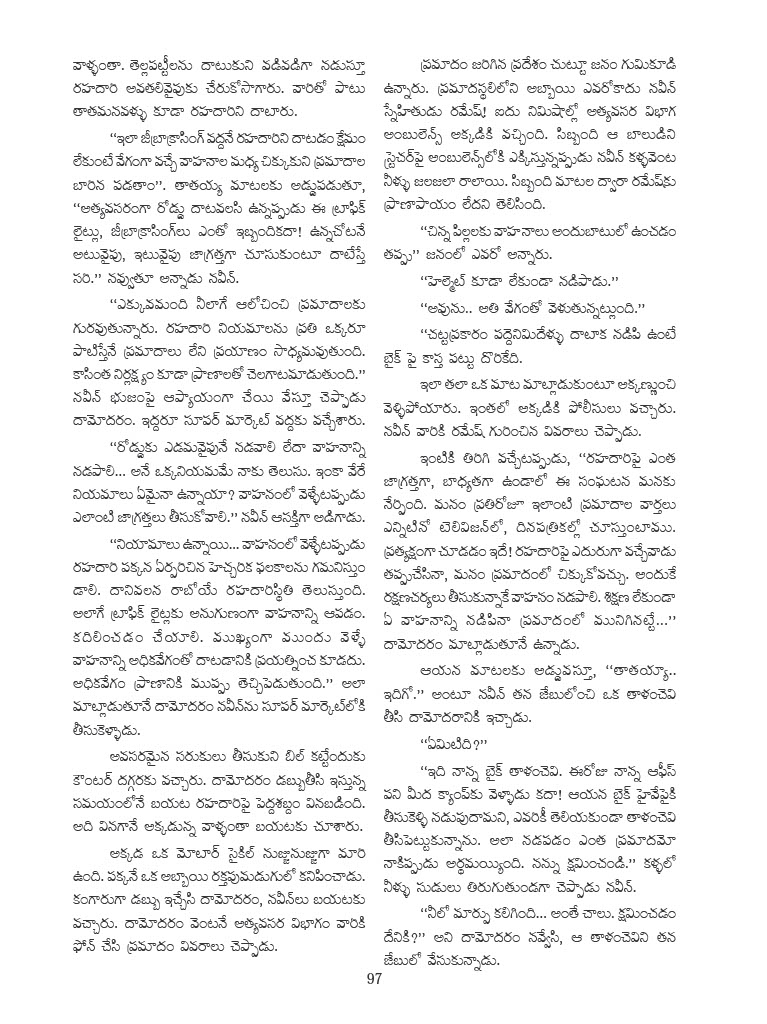 వాళ్ళంతా. తెల్లపట్టీలను దాటుకుని వడివడిగా నడుస్తూ
రహదారి అవతలివైపుకు చేరుకోసాగారు. వారితో పాటు
తాతమనవళ్ళు కూడా రహదారిని దాటారు.
‘‘ఇలా జీబ్రాక్రాసింగ్ వద్దనే రహదారిని దాటడం క్షేమం
లేకుంటే వేగంగా వచ్చే వాహనాల మధ్య చిక్కుకుని ప్రమాదాల
బారిన పడతాం’’. తాతయ్య మాటలకు అడ్డుపడుతూ,
‘‘అత్యవసరంగా రోడ్డు దాటవలసి ఉన్నప్పుడు ఈ ట్రాఫిక్
లైట్లు, జీబ్రాక్రాసింగ్‌లు ఎంతో ఇబ్బందికదా! ఉన్నచోటనే
అటువైపు, ఇటువైపు జాగ్రత్తగా చూసుకుంటూ దాటేస్తే
సరి.’’ నవ్వుతూ అన్నాడు నవీన్.
‘‘ఎక్కువమంది నీలాగే ఆలోచించి ప్రమాదాలకు
గురవుతున్నారు. రహదారి నియమాలను ప్రతి ఒక్కరూ
పాటిస్తేనే ప్రమాదాలు లేని ప్రయాణం సాధ్యమవుతుంది.
కాసింత నిర్లక్ష్యం కూడా ప్రాణాలతో చెలగాటమాడుతుంది.’’
నవీన్ భుజంపై ఆప్యాయంగా చేయి వేస్తూ చెప్పాడు
దామోదరం. ఇద్దరూ సూపర్ మార్కెట్ వద్దకు వచ్చేశారు.
‘‘రోడ్డుకు ఎడమవైపునే నడవాలి లేదా వాహనాన్ని
నడపాలి... అనే ఒక్కనియమమే నాకు తెలుసు. ఇంకా వేరే
నియమాలు ఏమైనా ఉన్నాయా? వాహనంలో వెళ్ళేటప్పుడు
ఎలాంటి జాగ్రత్తలు తీసుకోవాలి.’’ నవీన్ ఆసక్తిగా అడిగాడు.
‘‘నియామాలు ఉన్నాయి... వాహనంలో వెళ్ళేటప్పుడు
రహదారి పక్కన ఏర్పరిచిన హెచ్చరిక ఫలకాలను గమనిస్తుం
డాలి. దానివలన రాబోయే రహదారిస్థితి తెలుస్తుంది.
అలాగే ట్రాఫిక్ లైట్లకు అనుగుణంగా వాహనాన్ని ఆపడం.
కదిలించడం చేయాలి. ముఖ్యంగా ముందు వెళ్ళే
వాహనాన్ని అధికవేగంతో దాటడానికి ప్రయత్నించ కూడదు.
అధికవేగం ప్రాణానికి ముప్పు తెచ్చిపెడుతుంది.’’ అలా
మాట్లాడుతూనే దామోదరం నవీన్‌ను సూపర్ మార్కెట్‌లోకి
తీసుకెళ్ళాడు.
అవసరమైన సరుకులు తీసుకుని బిల్ కట్టేందుకు
కౌంటర్ దగ్గరకు వచ్చారు. దామోదరం డబ్బుతీసి ఇస్తున్న
సమయంలోనే బయట రహదారిపై పెద్దశబ్దం వినబడింది.
అది వినగానే అక్కడున్న వాళ్ళంతా బయటకు చూశారు.
అక్కడ ఒక మోటార్ సైకిల్ నుజ్జునుజ్జుగా మారి
ఉంది. పక్కనే ఒక అబ్బాయి రక్తపుమడుగులో కనిపించాడు.
కంగారుగా డబ్బు ఇచ్చేసి దామోదరం, నవీన్‌లు బయటకు
వచ్చారు. దామోదరం వెంటనే అత్యవసర విభాగం వారికి
ఫోన్ చేసి ప్రమాదం వివరాలు చెప్పాడు.
ప్రమాదం జరిగిన ప్రదేశం చుట్టూ జనం గుమికూడి
ఉన్నారు. ప్రమాదస్థలిలోని అబ్బాయి ఎవరోకాదు నవీన్
స్నేహితుడు రమేష్! ఐదు నిమిషాల్లో అత్యవసర విభాగ
అంబులెన్స్ అక్కడికి వచ్చింది. సిబ్బంది ఆ బాలుడిని
స్ట్రెచర్‌పై అంబులెన్స్‌లోకి ఎక్కిస్తున్నప్పుడు నవీన్ కళ్ళవెంట
నీళ్ళు జలజలా రాలాయి. సిబ్బంది మాటల ద్వారా రమేష్‌కు
ప్రాణాపాయం లేదని తెలిసింది.
‘‘చిన్న పిల్లలకు వాహనాలు అందుబాటులో ఉంచడం
తప్పు’’ జనంలో ఎవరో అన్నారు.
‘‘హెల్మెట్ కూడా లేకుండా నడిపాడు.’’
‘‘అవును.. అతి వేగంతో వెళుతున్నట్లుంది.’’
‘‘చట్టప్రకారం పద్దెనిమిదేళ్ళు దాటాక నడిపి ఉంటే
బైక్ పై కాస్త పట్టు దొరికేది.
ఇలా తలా ఒక మాట మాట్లాడుకుంటూ అక్కణ్ణుంచి
వెళ్ళిపోయారు. ఇంతలో అక్కడికి పోలీసులు వచ్చారు.
నవీన్ వారికి రమేష్ గురించిన వివరాలు చెప్పాడు.
ఇంటికి తిరిగి వచ్చేటప్పుడు, ‘‘రహదారిపై ఎంత
జాగ్రత్తగా, బాధ్యతగా ఉండాలో ఈ సంఘటన మనకు
నేర్పింది. మనం ప్రతిరోజూ ఇలాంటి ప్రమాదాల వార్తలు
ఎన్నిటినో టెలివిజన్‌లో, దినపత్రికల్లో చూస్తుంటాము.
ప్రత్యక్షంగా చూడడం ఇదే! రహదారిపై ఎదురుగా వచ్చేవాడు
తప్పుచేసినా, మనం ప్రమాదంలో చిక్కుకోవచ్చు. అందుకే
రక్షణచర్యలు తీసుకున్నాకే వాహనం నడపాలి. శిక్షణ లేకుండా
ఏ వాహనాన్ని నడిపినా ప్రమాదంలో మునిగినట్టే...’’
దామోదరం మాట్లాడుతూనే ఉన్నాడు.
ఆయన మాటలకు అడ్డువస్తూ, ‘‘తాతయ్యా..
ఇదిగో.’’ అంటూ నవీన్ తన జేబులోంచి ఒక తాళంచెవి
తీసి దామోదరానికి ఇచ్చాడు.
‘‘ఏమిటిది?’’
‘‘ఇది నాన్న బైక్ తాళంచెవి. ఈరోజు నాన్న ఆఫీస్
పని మీద క్యాంప్‌కు వెళ్ళాడు కదా! ఆయన బైక్ హైవేపైకి
తీసుకెళ్ళి నడుపుదామని, ఎవరికీ తెలియకుండా తాళంచెవి
తీసిపెట్టుకున్నాను. అలా నడపడం ఎంత ప్రమాదమో
నాకిప్పుడు అర్థమయ్యింది. నన్ను క్షమించండి.’’ కళ్ళలో
నీళ్ళు సుడులు తిరుగుతుండగా చెప్పాడు నవీన్.
‘‘నీలో మార్పు కలిగింది... అంతే చాలు. క్షమించడం
దేనికి?’’ అని దామోదరం నవ్వేసి, ఆ తాళంచెవిని తన
జేబులో వేసుకున్నాడు.
97